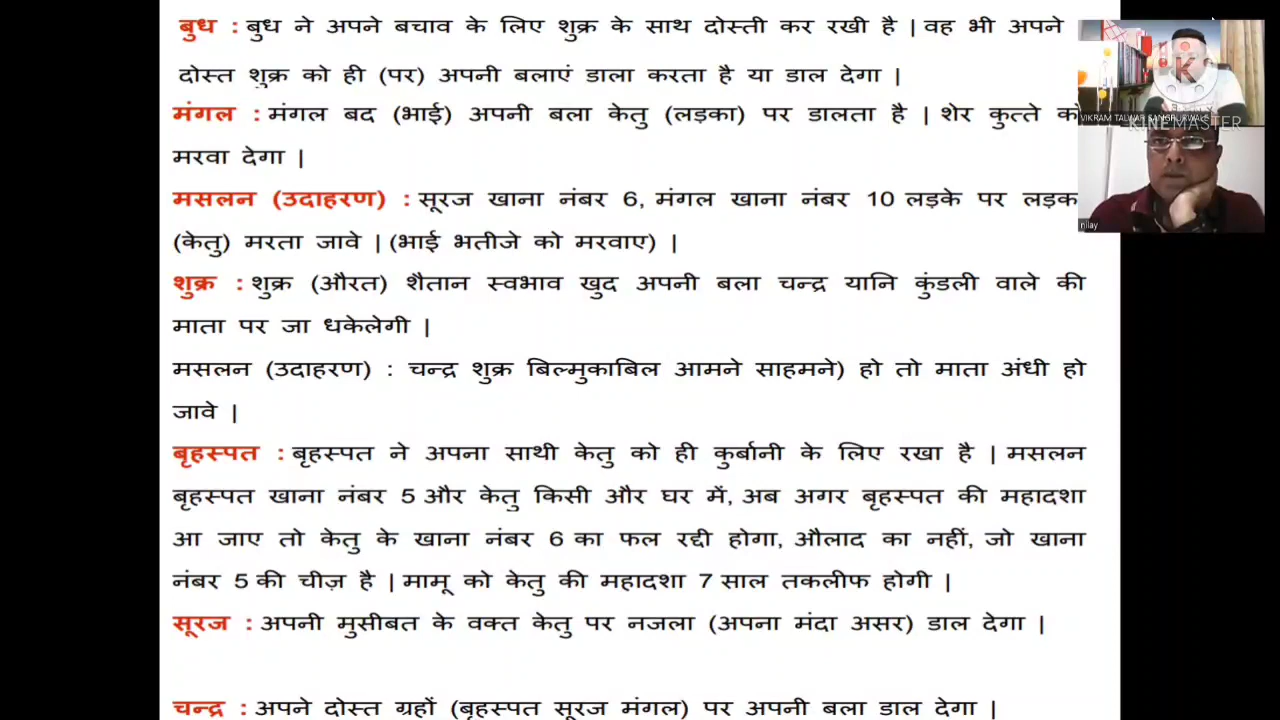 बुध : बुध ने अपने बचाव के लिए शुक्र के साथ दोस्ती कर रखी है | वह भी अपने
दोस्त शुक्र को ही (पर) अपनी बलाएं डाला करता है या डाल देगा |
मंगल : मंगल बद (भाई) अपनी बला केतु (लड़का) पर डालता है | शेर कुत्ते को
मरवा देगा |
मसलन (उदाहरण) : सूरज खाना नंबर 6, मंगल खाना नंबर 10 लड़के पर लड़क
(केतु) मरता जावे | (भाई भतीजे को मरवाए) |
शुक्र : शुक्र (औरत) शैतान स्वभाव खुद अपनी बला चन्द्र यानि कुंडली वाले की
माता पर जा धकेलेगी |
मसलन (उदाहरण) : चन्द्र शुक्र बिल्मुकाबिल आमने साहमने) हो तो माता अंधी हो
जावे |
बृहस्पत : बृहस्पत ने अपना साथी केतु को ही कुर्बानी के लिए रखा है | मसलन
बृहस्पत खाना नंबर 5 और केतु किसी और घर में, अब अगर बृहस्पत की महादशा
आ जाए तो केतु के खाना नंबर 6 का फल रद्दी होगा, औलाद का नहीं, जो खाना
नंबर 5 की चीज़ है | मामू को केतु की महादशा 7 साल तकलीफ होगी |
सूरज : अपनी मुसीबत के वक्त केतु पर नजला (अपना मंदा असर) डाल देगा |
चन्द्र : अपने दोस्त ग्रहों (बृहस्पत सूरज मंगल) पर अपनी बला डाल देगा |
VIKRAM TALWAR SANGRURWALE
KINEMASTER
nilay